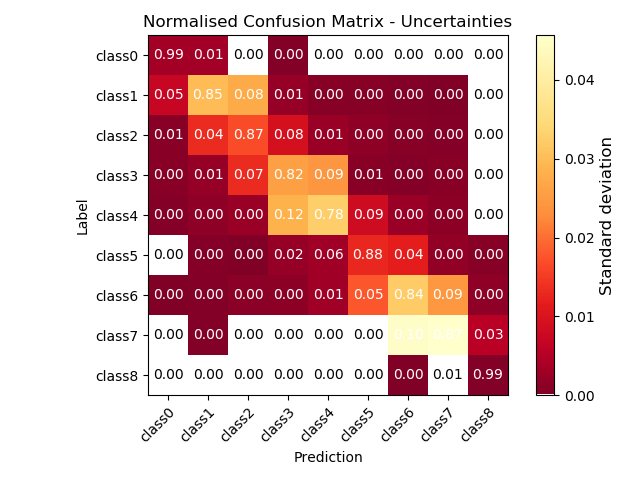 Normalised Confusion Matrix - Uncertainties
class0 0.99 0.01 0.00 0.00 0.00 0.00 0.00 0.00 0.00
class1 0.05 0.85 0.08 0.01 0.00 0.00 0.00 0.00 0.00
class2 0.01 0.04 0.87 0.08 0.01 0.00 0.00 0.00 0.00
class3 0.00 0.01 0.07 0.82 0.09 0.01 0.00 0.00 0.00
class4 0.00 0.00 0.00 0.12 0.78 0.09 0.00 0.00 0.00
class5 0.00 0.00 0.00 0.02 0.06 0.88 0.04 0.00 0.00
class6 0.00 0.00 0.00 0.00 0.01 0.05 0.84 0.09 0.00
class7 0.00 0.00 0.00 0.00 0.00 0.00 0.03
class8 0.00 0.00 0.00 0.00 0.00 0.00 0.00 0.01 0.99
class0 class1 class2 class3 class4 class5 class6 class7 class8
Prediction
Label
0.04
0.03
0.02
0.01
0.00
Standard deviation